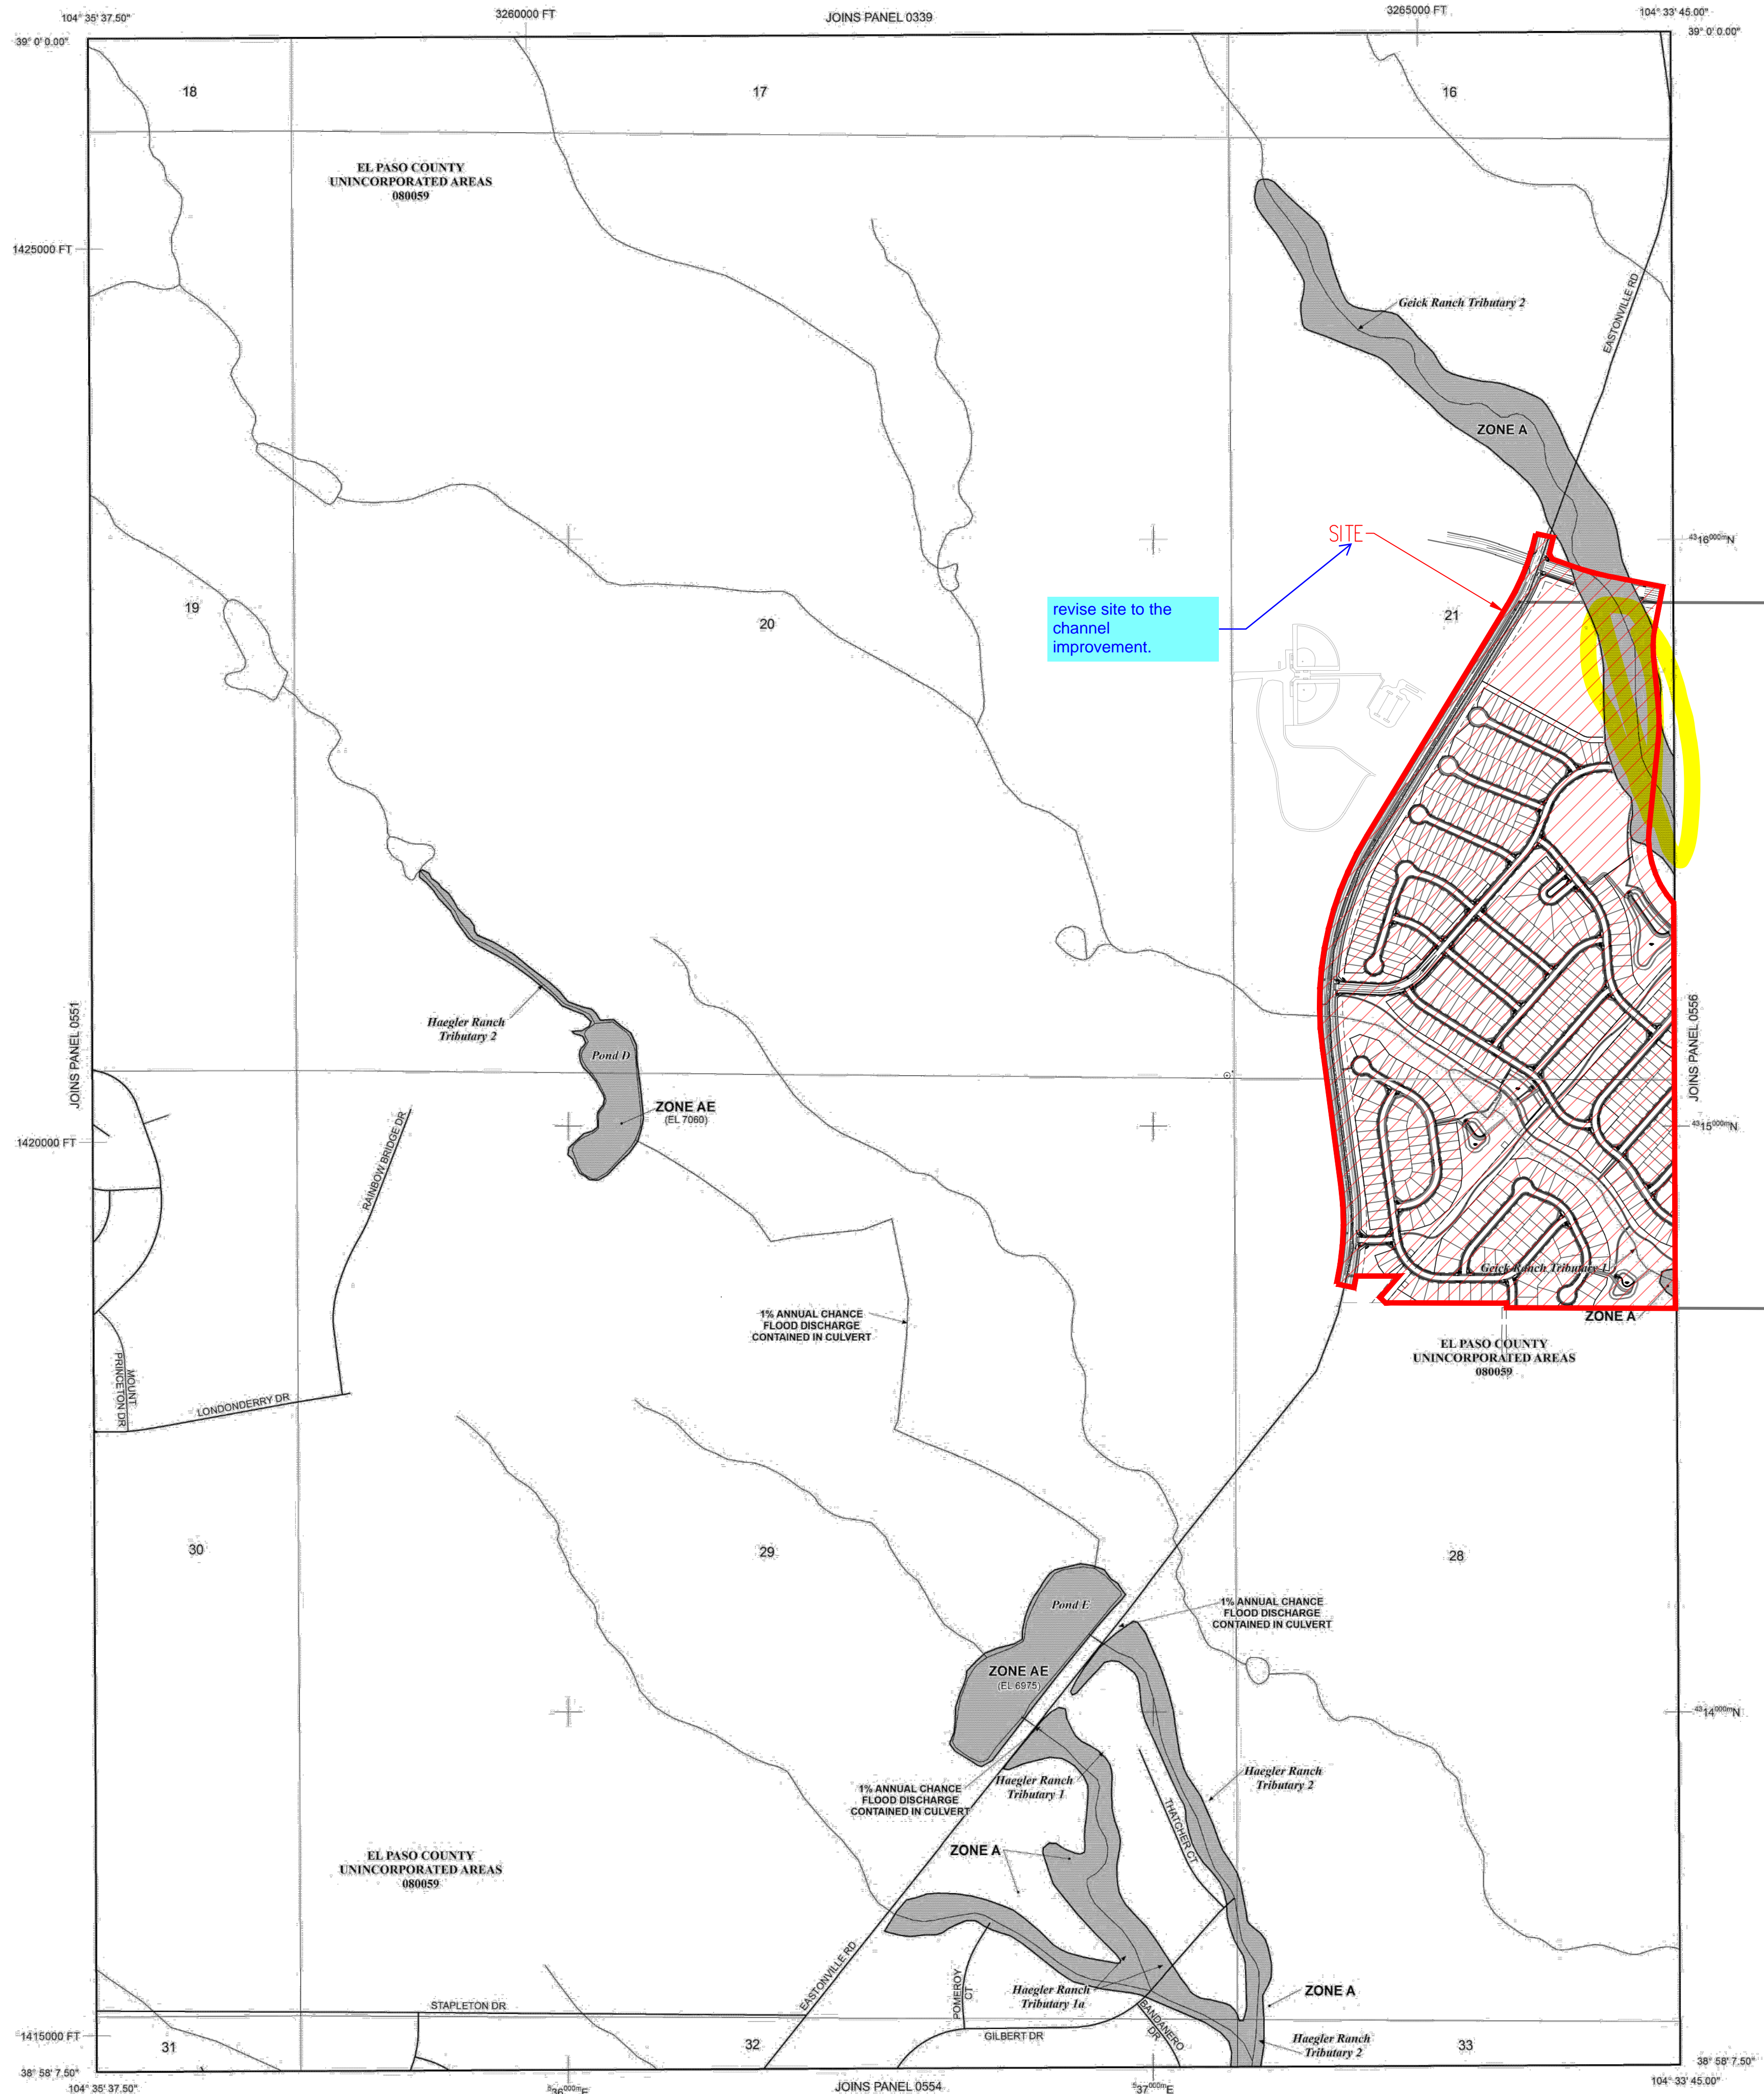 104° 35' 37.50"
3260000 FT
JOINS PANEL 0339
3265000 FT
104° 33' 45.00"
39° 0' 0.00"
39° 0' 0.00"
18
17
16
EL PASO COUNTY
UNINCORPORATED AREAS
080059
1425000 FT
Geick Ranch Tributary 2
EASTONVILLE RD
ZONE A
SITE
4316000mN
revise site to the
channel
improvement.
19
20
21
JOINS PANEL 0551
Haegler Ranch
Tributary 2
Pond D
ZONE AE
(EL 7060)
JOINS PANEL 0556
1420000 FT
4315000mN
RAINBOW BRIDGE DR
Geick Ranch Tributary 1
ZONE A
1% ANNUAL CHANCE
FLOOD DISCHARGE
CONTAINED IN CULVERT
EL PASO COUNTY
UNINCORPORATED AREAS
080059
MOUNT
PRINCETON DR
LONDONDERRY DR
30
29
28
Pond E
1% ANNUAL CHANCE
FLOOD DISCHARGE
CONTAINED IN CULVERT
ZONE AE
(EL 6975)
4314000mN
Haegler Ranch
Tributary 1
Haegler Ranch
Tributary 2
1% ANNUAL CHANCE
FLOOD DISCHARGE
CONTAINED IN CULVERT
THATCHER CT
ZONE A
EL PASO COUNTY
UNINCORPORATED AREAS
080059
EASTONVILLE RD
POMEROY
CT
Haegler Ranch
Tributary 1a
ZONE A
BANDANERO
DR
STAPLETON DR
1415000 FT
GILBERT DR
Haegler Ranch
Tributary 2
31
32
33
38° 58' 7.50"
38° 58' 7.50"
104° 35' 37.50"
536000mE
JOINS PANEL 0554
537000mE
104° 33' 45.00"